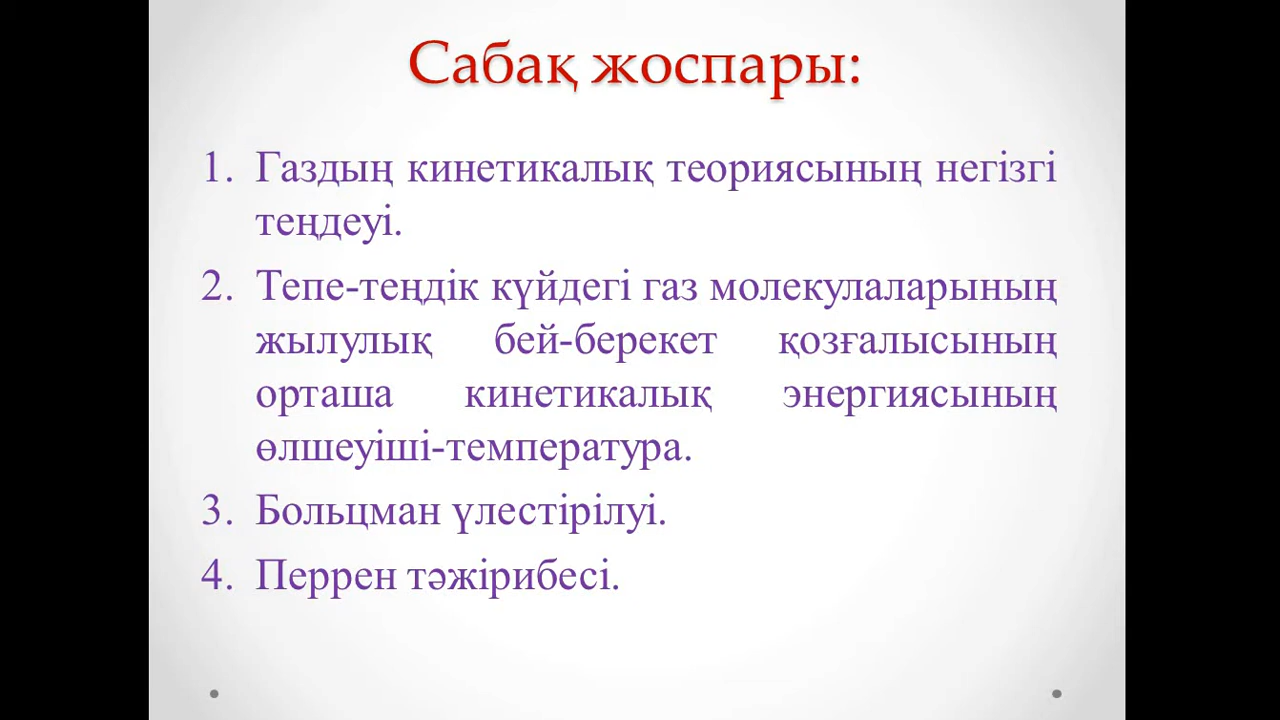 Сабақ жоспары:
1. Газдың кинетикалық теориясының негізгі
теңдеуі.
2. Тепе-теңдік күйдегі газ молекулаларының
жылулық бей-берекет қозғалысының
орташа кинетикалық энергиясының
өлшеуіші-температура.
3. Больцман үлестірілуі.
4. Перрен тәжірибесі.